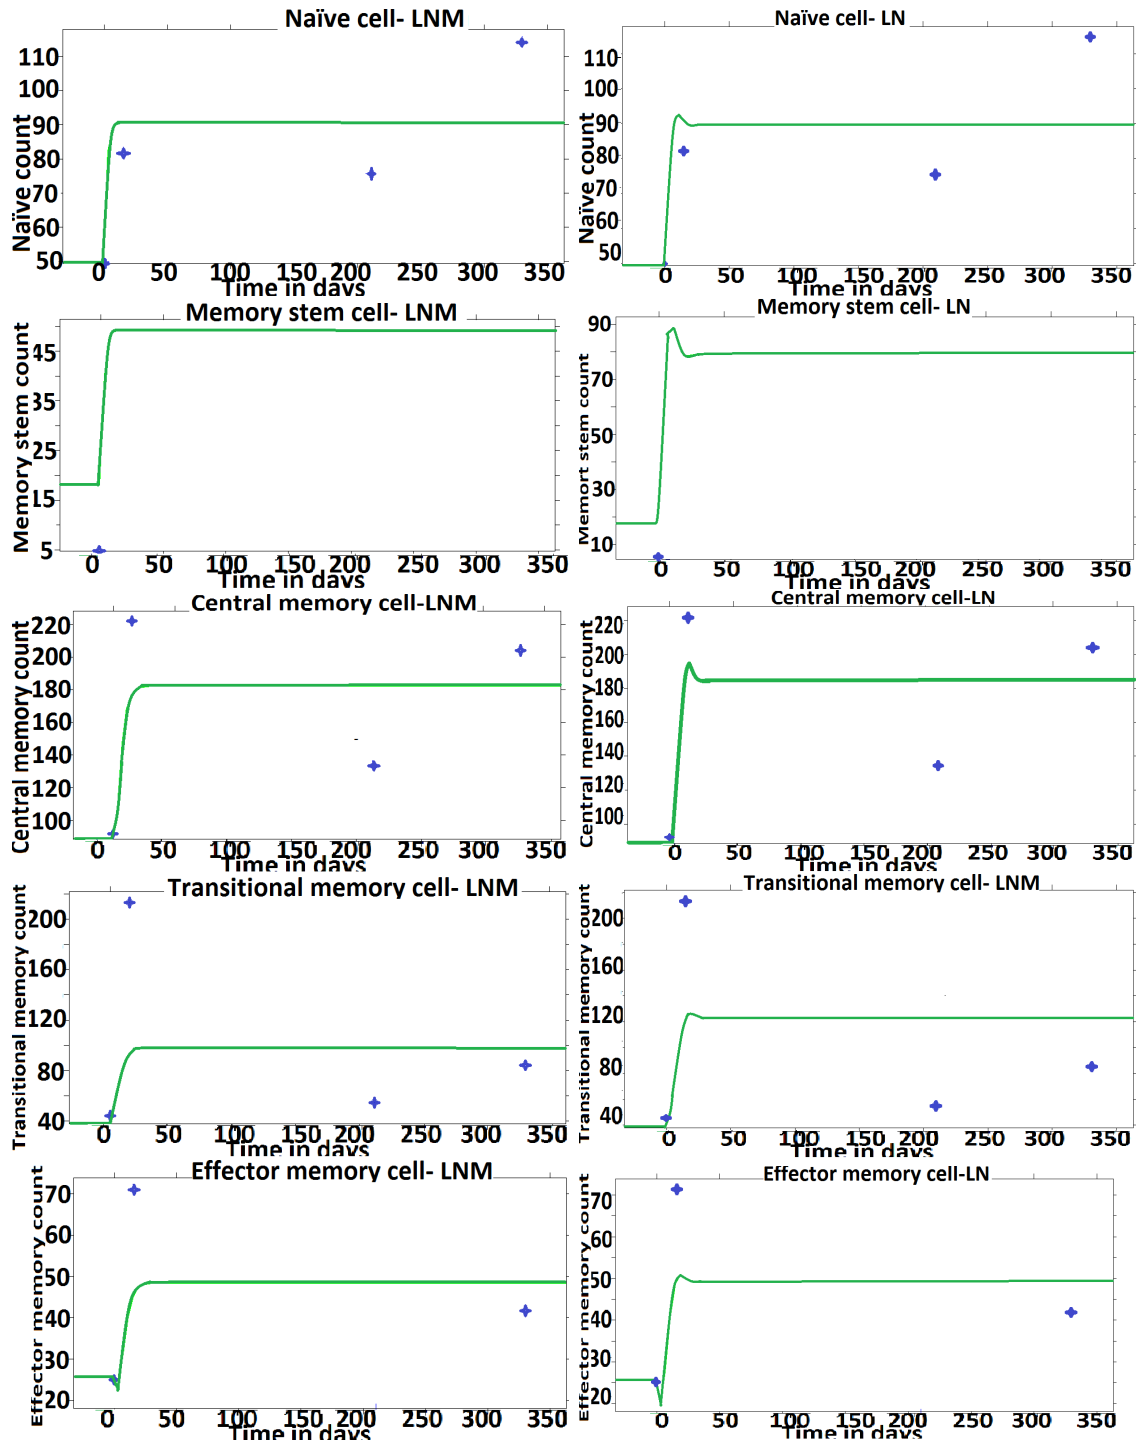 Naïve cell- LNM
Naïve count
110
100
90
80
70
60
50
0 50 100 150 200 250 300 350
Time in days
Naïve cell- LN
Naïve count
110
100
90
80
70
60
50
0 50 100 150 200 250 300 350
Time in days
Memory stem cell- LNM
Memory stem count
45
35
25
15
5
0 50 100 150 200 250 300 350
Time in days
Memory stem cell- LN
Memort stem count
90
70
50
30
10
0 50 100 150 200 250 300 350
Time in days
Central memory cell-LNM
Central memory count
220
200
180
160
140
120
100
0 50 100 150 200 250 300 350
Time in days
Central memory cell-LN
Central memory count
220
200
180
160
140
120
100
0 50 100 150 200 250 300 350
Time in days
Transitional memory cell- LNM
Transitional memory count
200
160
120
80
40
0 50 100 150 200 250 300 350
Time in days
Transitional memory cell- LNM
Transitional memory count
200
160
120
80
40
0 50 100 150 200 250 300 350
Time in days
Effector memory cell- LNM
Effector memory count
70
60
50
40
30
20
0 50 100 150 200 250 300 350
Time in days
Effector memory cell-LN
Effector memory count
70
60
50
40
30
20
0 50 100 150 200 250 300 350
Time in days